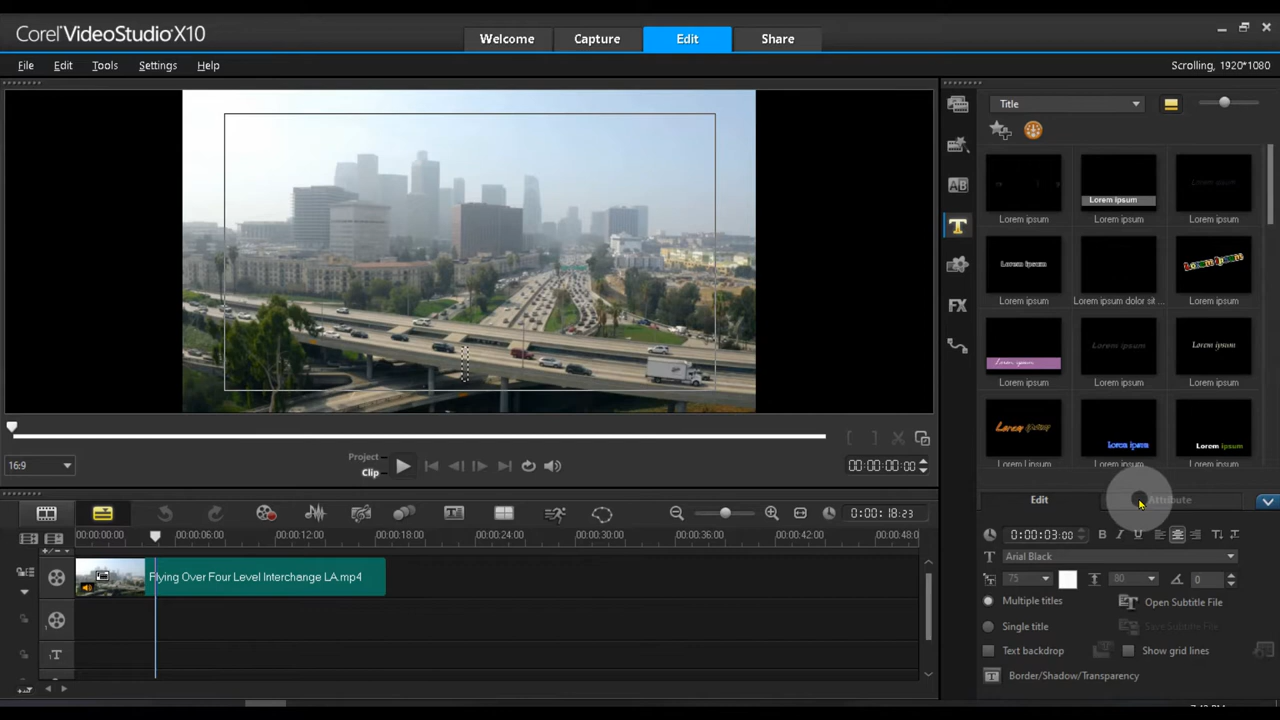 Corel® VideoStudio® X10
Welcome
Capture
Edit
Share
File
Edit
Tools
Settings
Help
Scrolling, 1920*1080
Title
Lorem ipsum
Lorem ipsum
Lorem ipsum
Lorem ipsum
Lorem ipsum
Lorem ipsum
Lorem ipsum dolor sit ...
Lorem ipsum
Lorem ipsum
Lorem ipsum
Lorem ipsum
Lorem ipsum
Lorem ipsum
Lorem ipsum
Lorem ipsum
Lorem Lipsum
Lorem ipsum
Lorem ipsum
16:9
Project
Clip
00:00:00:00
Edit
Attribute
0:00:03:00
B I U
Arial Black
75
80
0
Multiple titles
Open Subtitle File
Single title
Save Subtitle File
Text backdrop
Show grid lines
Border/Shadow/Transparency
0:00:18:23
00:00:00:00
00:00:06:00
00:00:12:00
00:00:18:00
00:00:24:00
00:00:30:00
00:00:36:00
00:00:42:00
00:00:48:0
Flying Over Four Level Interchange LA.mp4